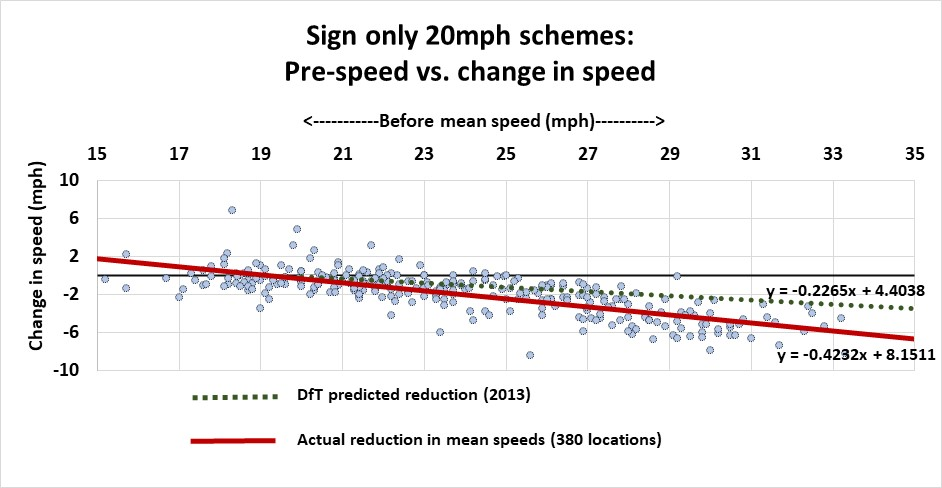 Sign only 20mph schemes:
Pre-speed vs. change in speed
<-----------Before mean speed (mph)---------->
15 17 19 21 23 25 27 29 31 33 35
Change in speed (mph)
10
6
2
-2
-6
-10
y = -0.2265x + 4.4038
y = -0.4232x + 8.1511
DfT predicted reduction (2013)
Actual reduction in mean speeds (380 locations)